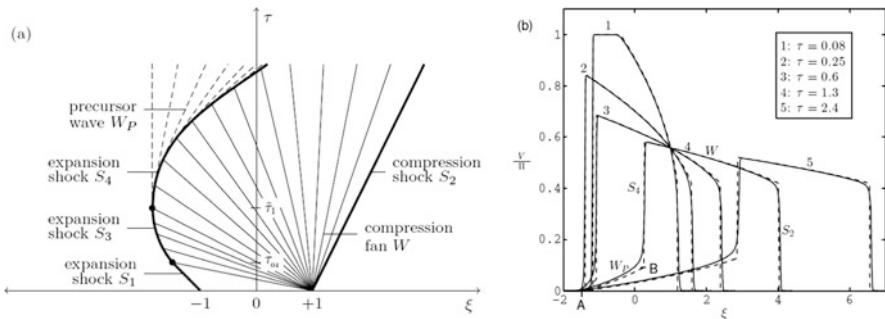 (a)
τ
precursor
wave W_P
expansion
shock S_4
expansion
shock S_3
expansion
shock S_1
compression
shock S_2
compression
fan W
τ̂_1
−1
0
+1
ξ
(b)
1
0.8
0.6
0.4
0.2
0
V
Π
1
2
3
4
W
5
S_4
S_2
W_P
B
A
1: τ = 0.08
2: τ = 0.25
3: τ = 0.6
4: τ = 1.3
5: τ = 2.4
−2
0
2
4
6
ξ